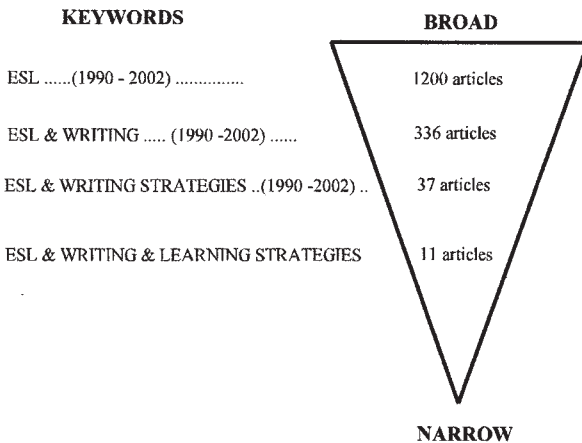 KEYWORDS BROAD
ESL ......(1990 - 2002) ............... 1200 articles
ESL & WRITING ..... (1990 -2002) ...... 336 articles
ESL & WRITING STRATEGIES ..(1990 -2002) .. 37 articles
ESL & WRITING & LEARNING STRATEGIES 11 articles
NARROW